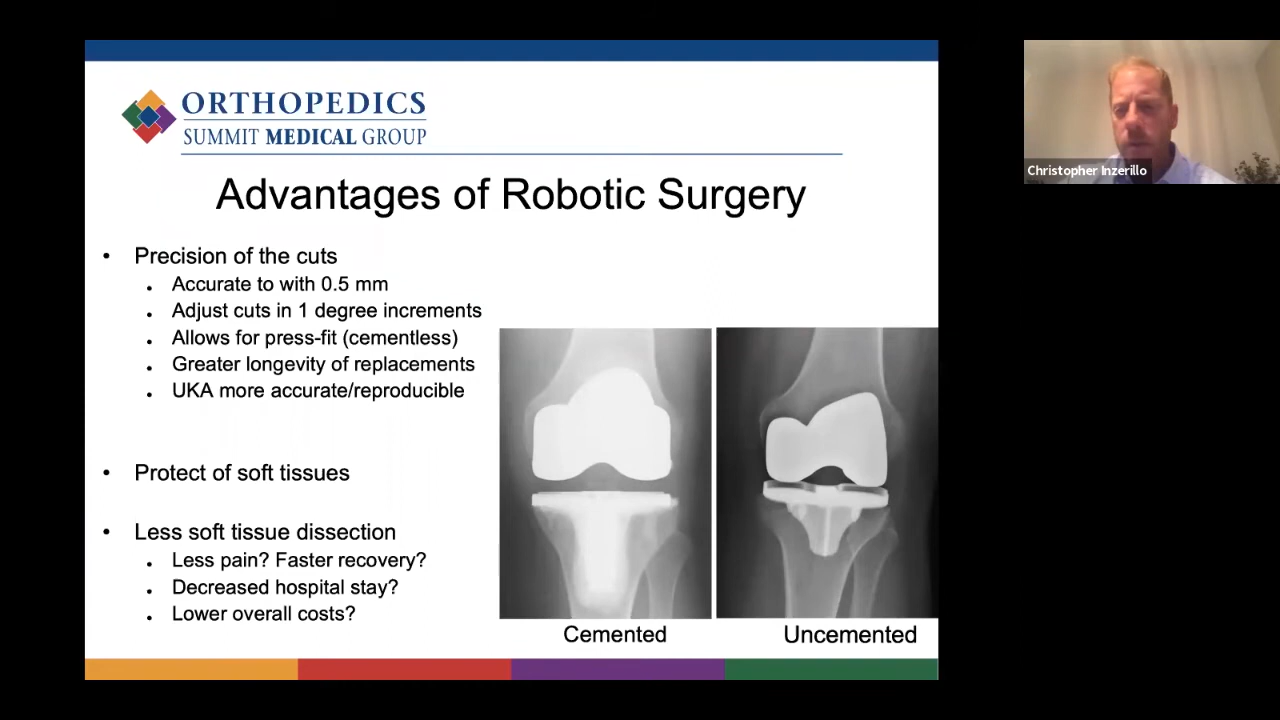 ORTHOPEDICS
SUMMIT MEDICAL GROUP
Advantages of Robotic Surgery
• Precision of the cuts
• Accurate to with 0.5 mm
• Adjust cuts in 1 degree increments
• Allows for press-fit (cementless)
• Greater longevity of replacements
• UKA more accurate/reproducible
• Protect of soft tissues
• Less soft tissue dissection
• Less pain? Faster recovery?
• Decreased hospital stay?
• Lower overall costs?
Cemented
Uncemented
Christopher Inzerillo